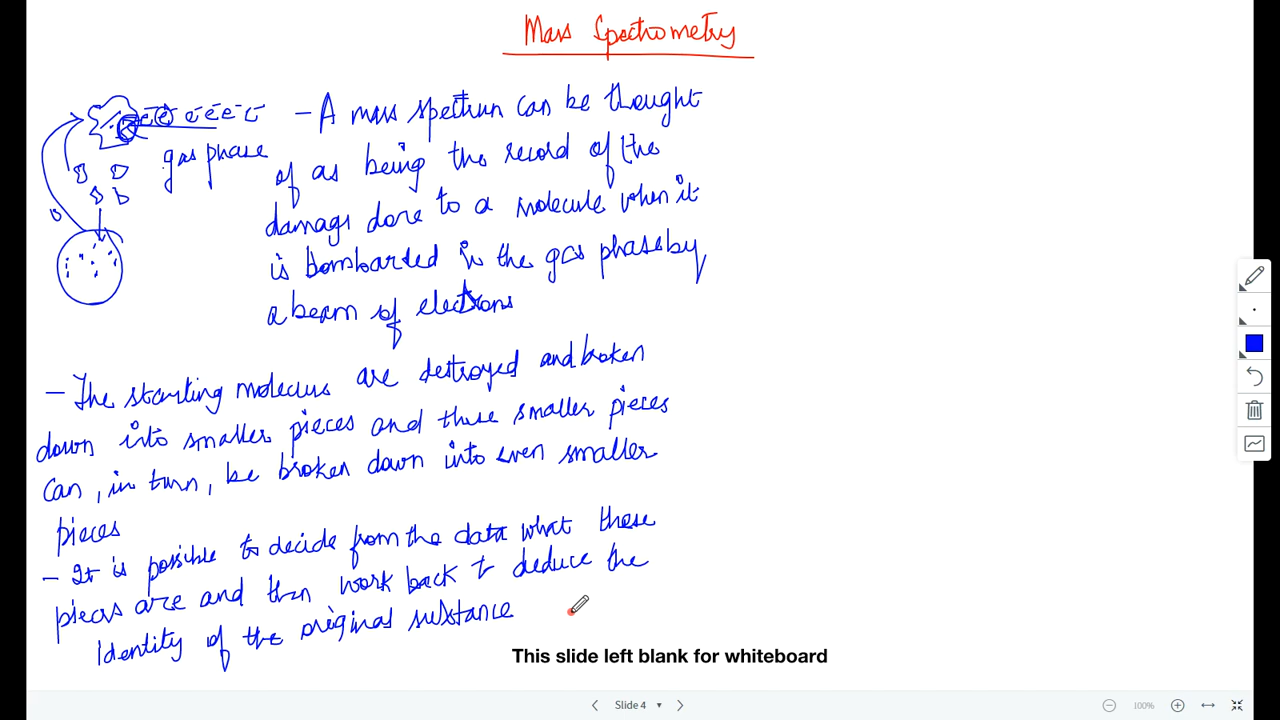 Mass Spectrometry
e e e e e e - A mass spectrum can be thought
gas phase of as being the record of the
damage done to a molecule when it
is bombarted in the gas phase by
a beam of electrons
- The starting molecules are destroyed and broken
down into smaller pieces and these smaller pieces
can, in turn, be broken down into even smaller
pieces
- It is possible to decide from the data what these
pieces are and then work back to deduce the
Identity of the original substance
This slide left blank for whiteboard
Slide 4
100%